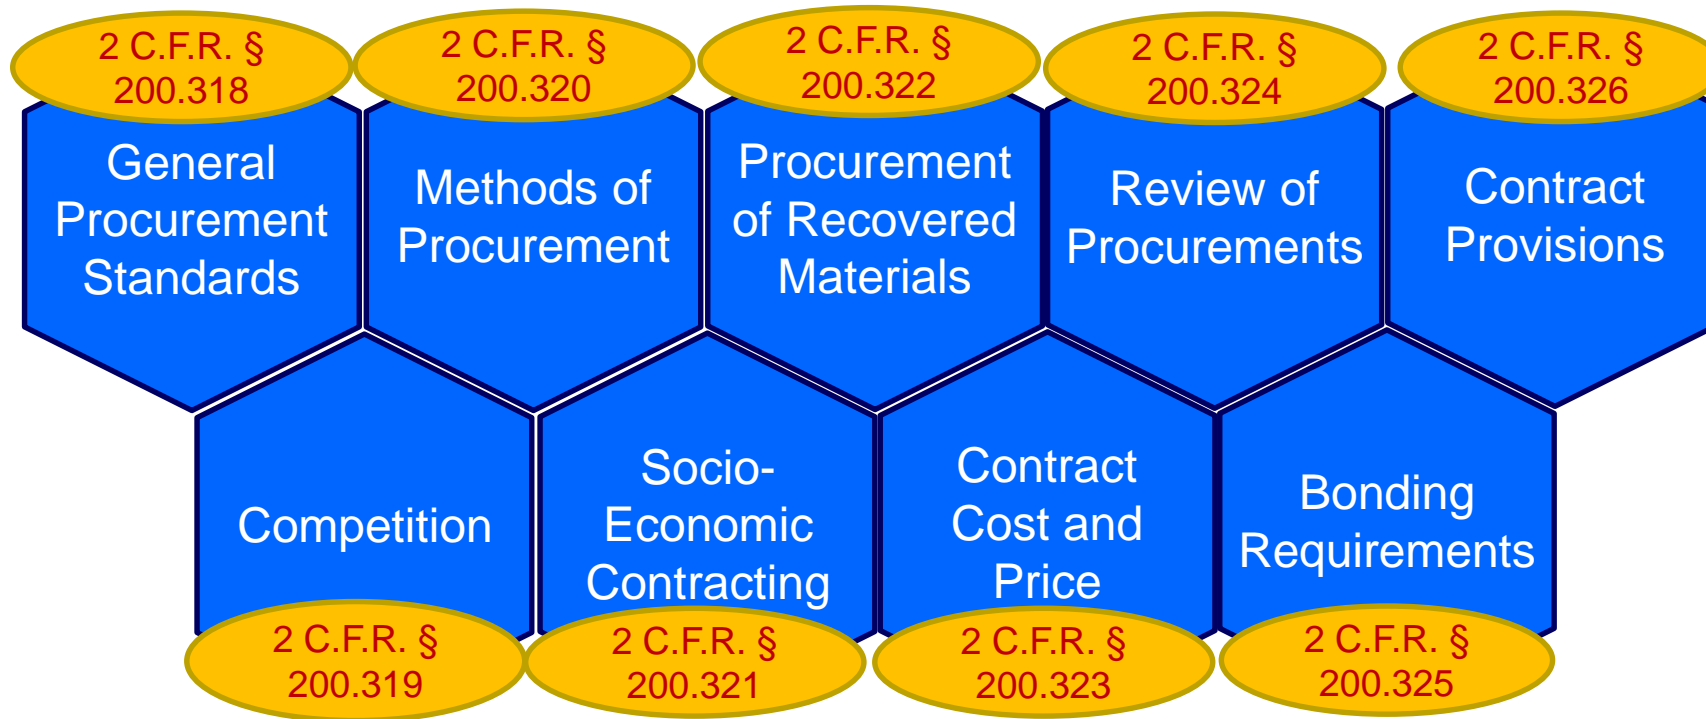 2 C.F.R. §
200.318
General
Procurement
Standards
2 C.F.R. §
200.320
Methods of
Procurement
2 C.F.R. §
200.322
Procurement
of Recovered
Materials
2 C.F.R. §
200.324
Review of
Procurements
2 C.F.R. §
200.326
Contract
Provisions
Competition
2 C.F.R. §
200.319
Socio-
Economic
Contracting
2 C.F.R. §
200.321
Contract
Cost and
Price
2 C.F.R. §
200.323
Bonding
Requirements
2 C.F.R. §
200.325